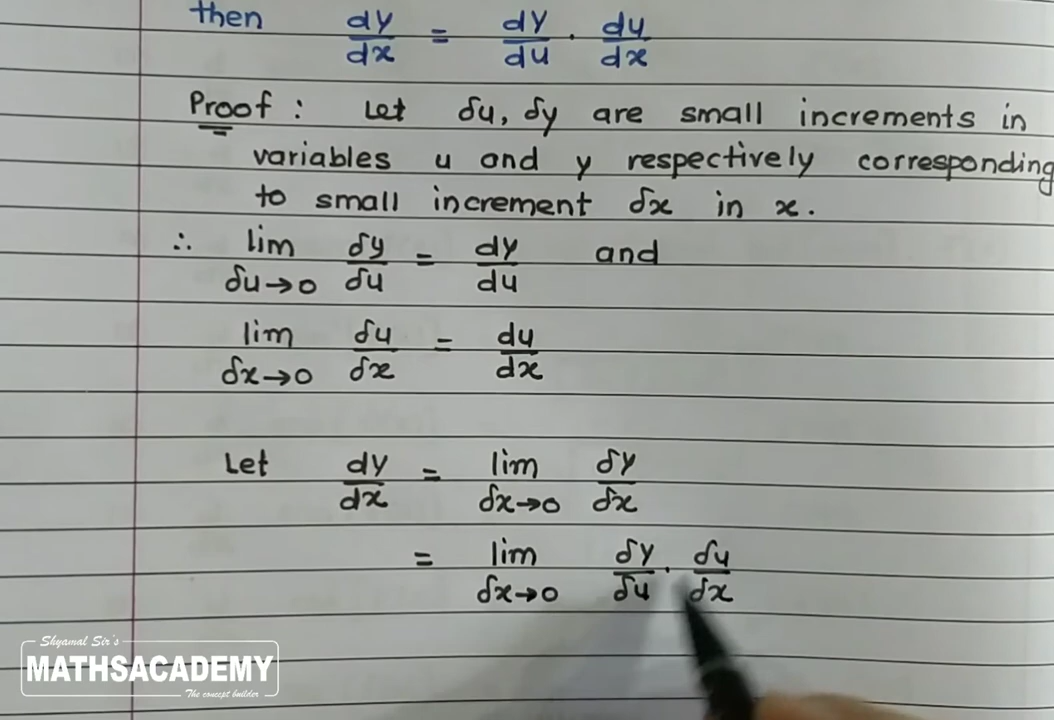 then dy/dx = dy/du . du/dx
Proof : Let δu, δy are small increments in
variables u and y respectively corresponding
to small increment δx in x.
∴ lim δu→0 δy/δu = dy/du and
lim δx→0 δu/δx = du/dx
Let dy/dx = lim δx→0 δy/δx
= lim δx→0 δy/δu . δu/δx
Shyamal Sir's
MATHSACADEMY
The concept builder